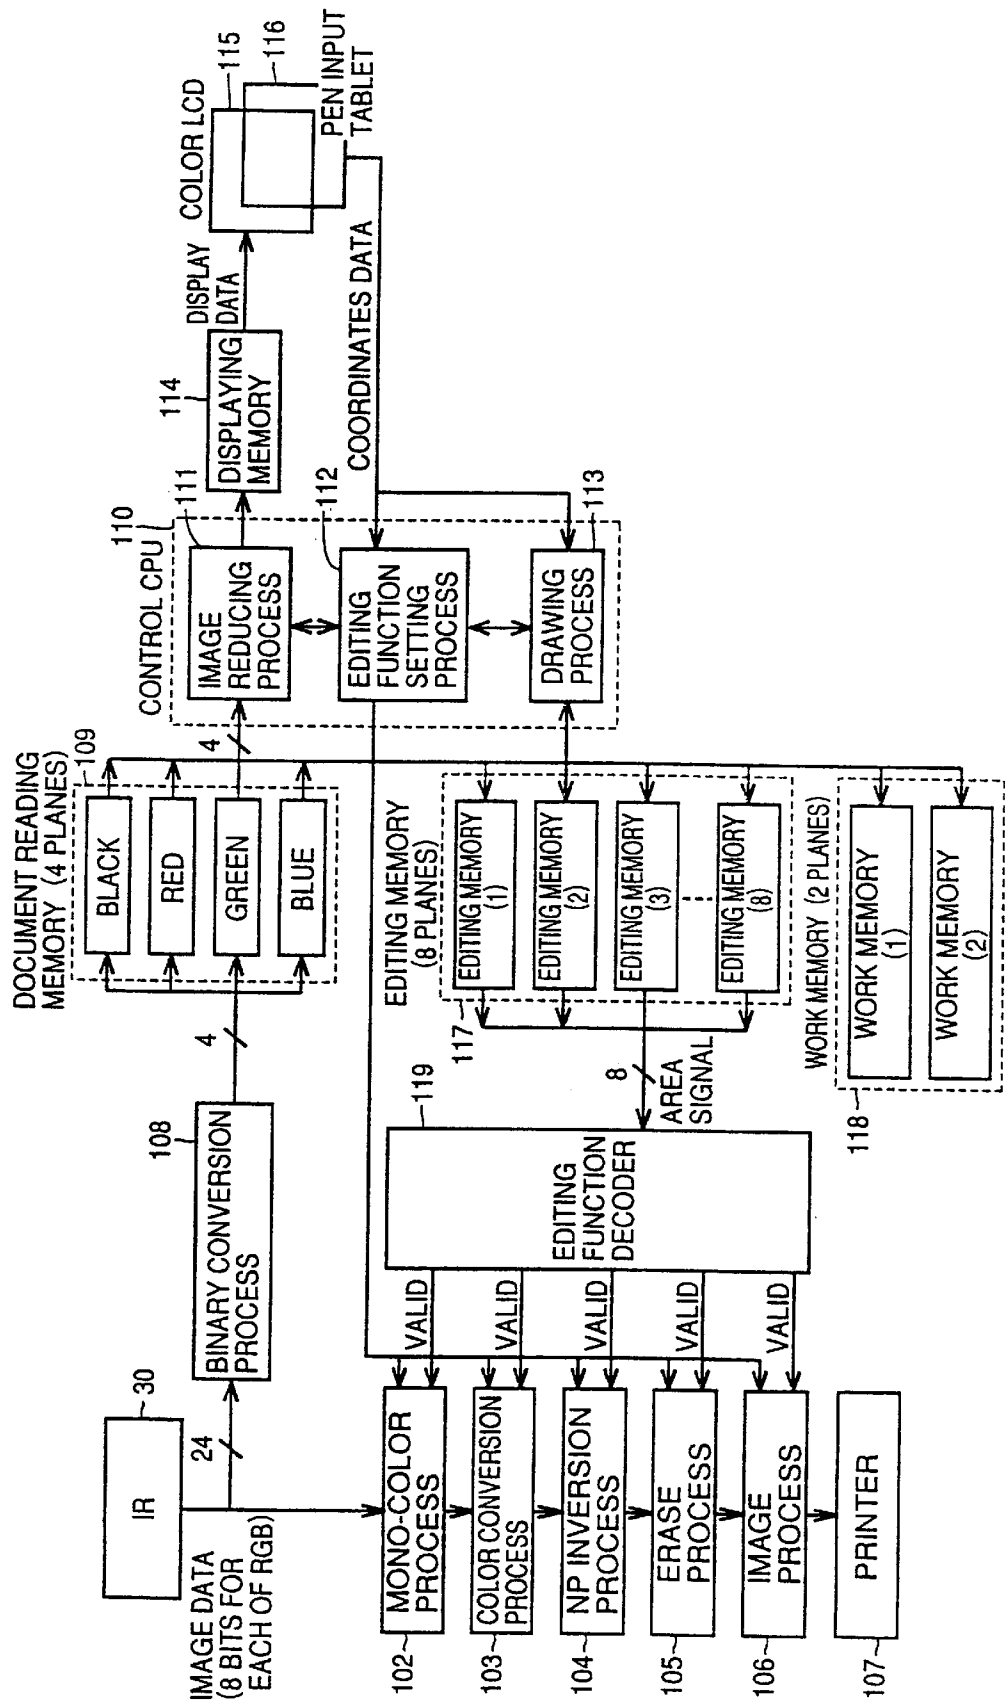 IR
30
IMAGE DATA
(8 BITS FOR
EACH OF RGB)
24
BINARY CONVERSION
PROCESS
108
4
DOCUMENT READING
MEMORY (4 PLANES)
109
BLACK
RED
GREEN
BLUE
4
CONTROL CPU
110
IMAGE
REDUCING
PROCESS
111
EDITING
FUNCTION
SETTING
PROCESS
112
DRAWING
PROCESS
113
DISPLAYING
MEMORY
114
DISPLAY
DATA
COLOR LCD
115
116
PEN INPUT
TABLET
COORDINATES DATA
EDITING MEMORY
(8 PLANES)
EDITING MEMORY
(1)
EDITING MEMORY
(2)
EDITING MEMORY
(3)
EDITING MEMORY
(8)
117
WORK MEMORY (2 PLANES)
WORK MEMORY
(1)
WORK MEMORY
(2)
118
8
AREA
SIGNAL
119
EDITING
FUNCTION
DECODER
VALID
VALID
VALID
VALID
VALID
MONO-COLOR
PROCESS
102
COLOR CONVERSION
PROCESS
103
NP INVERSION
PROCESS
104
ERASE
PROCESS
105
IMAGE
PROCESS
106
PRINTER
107